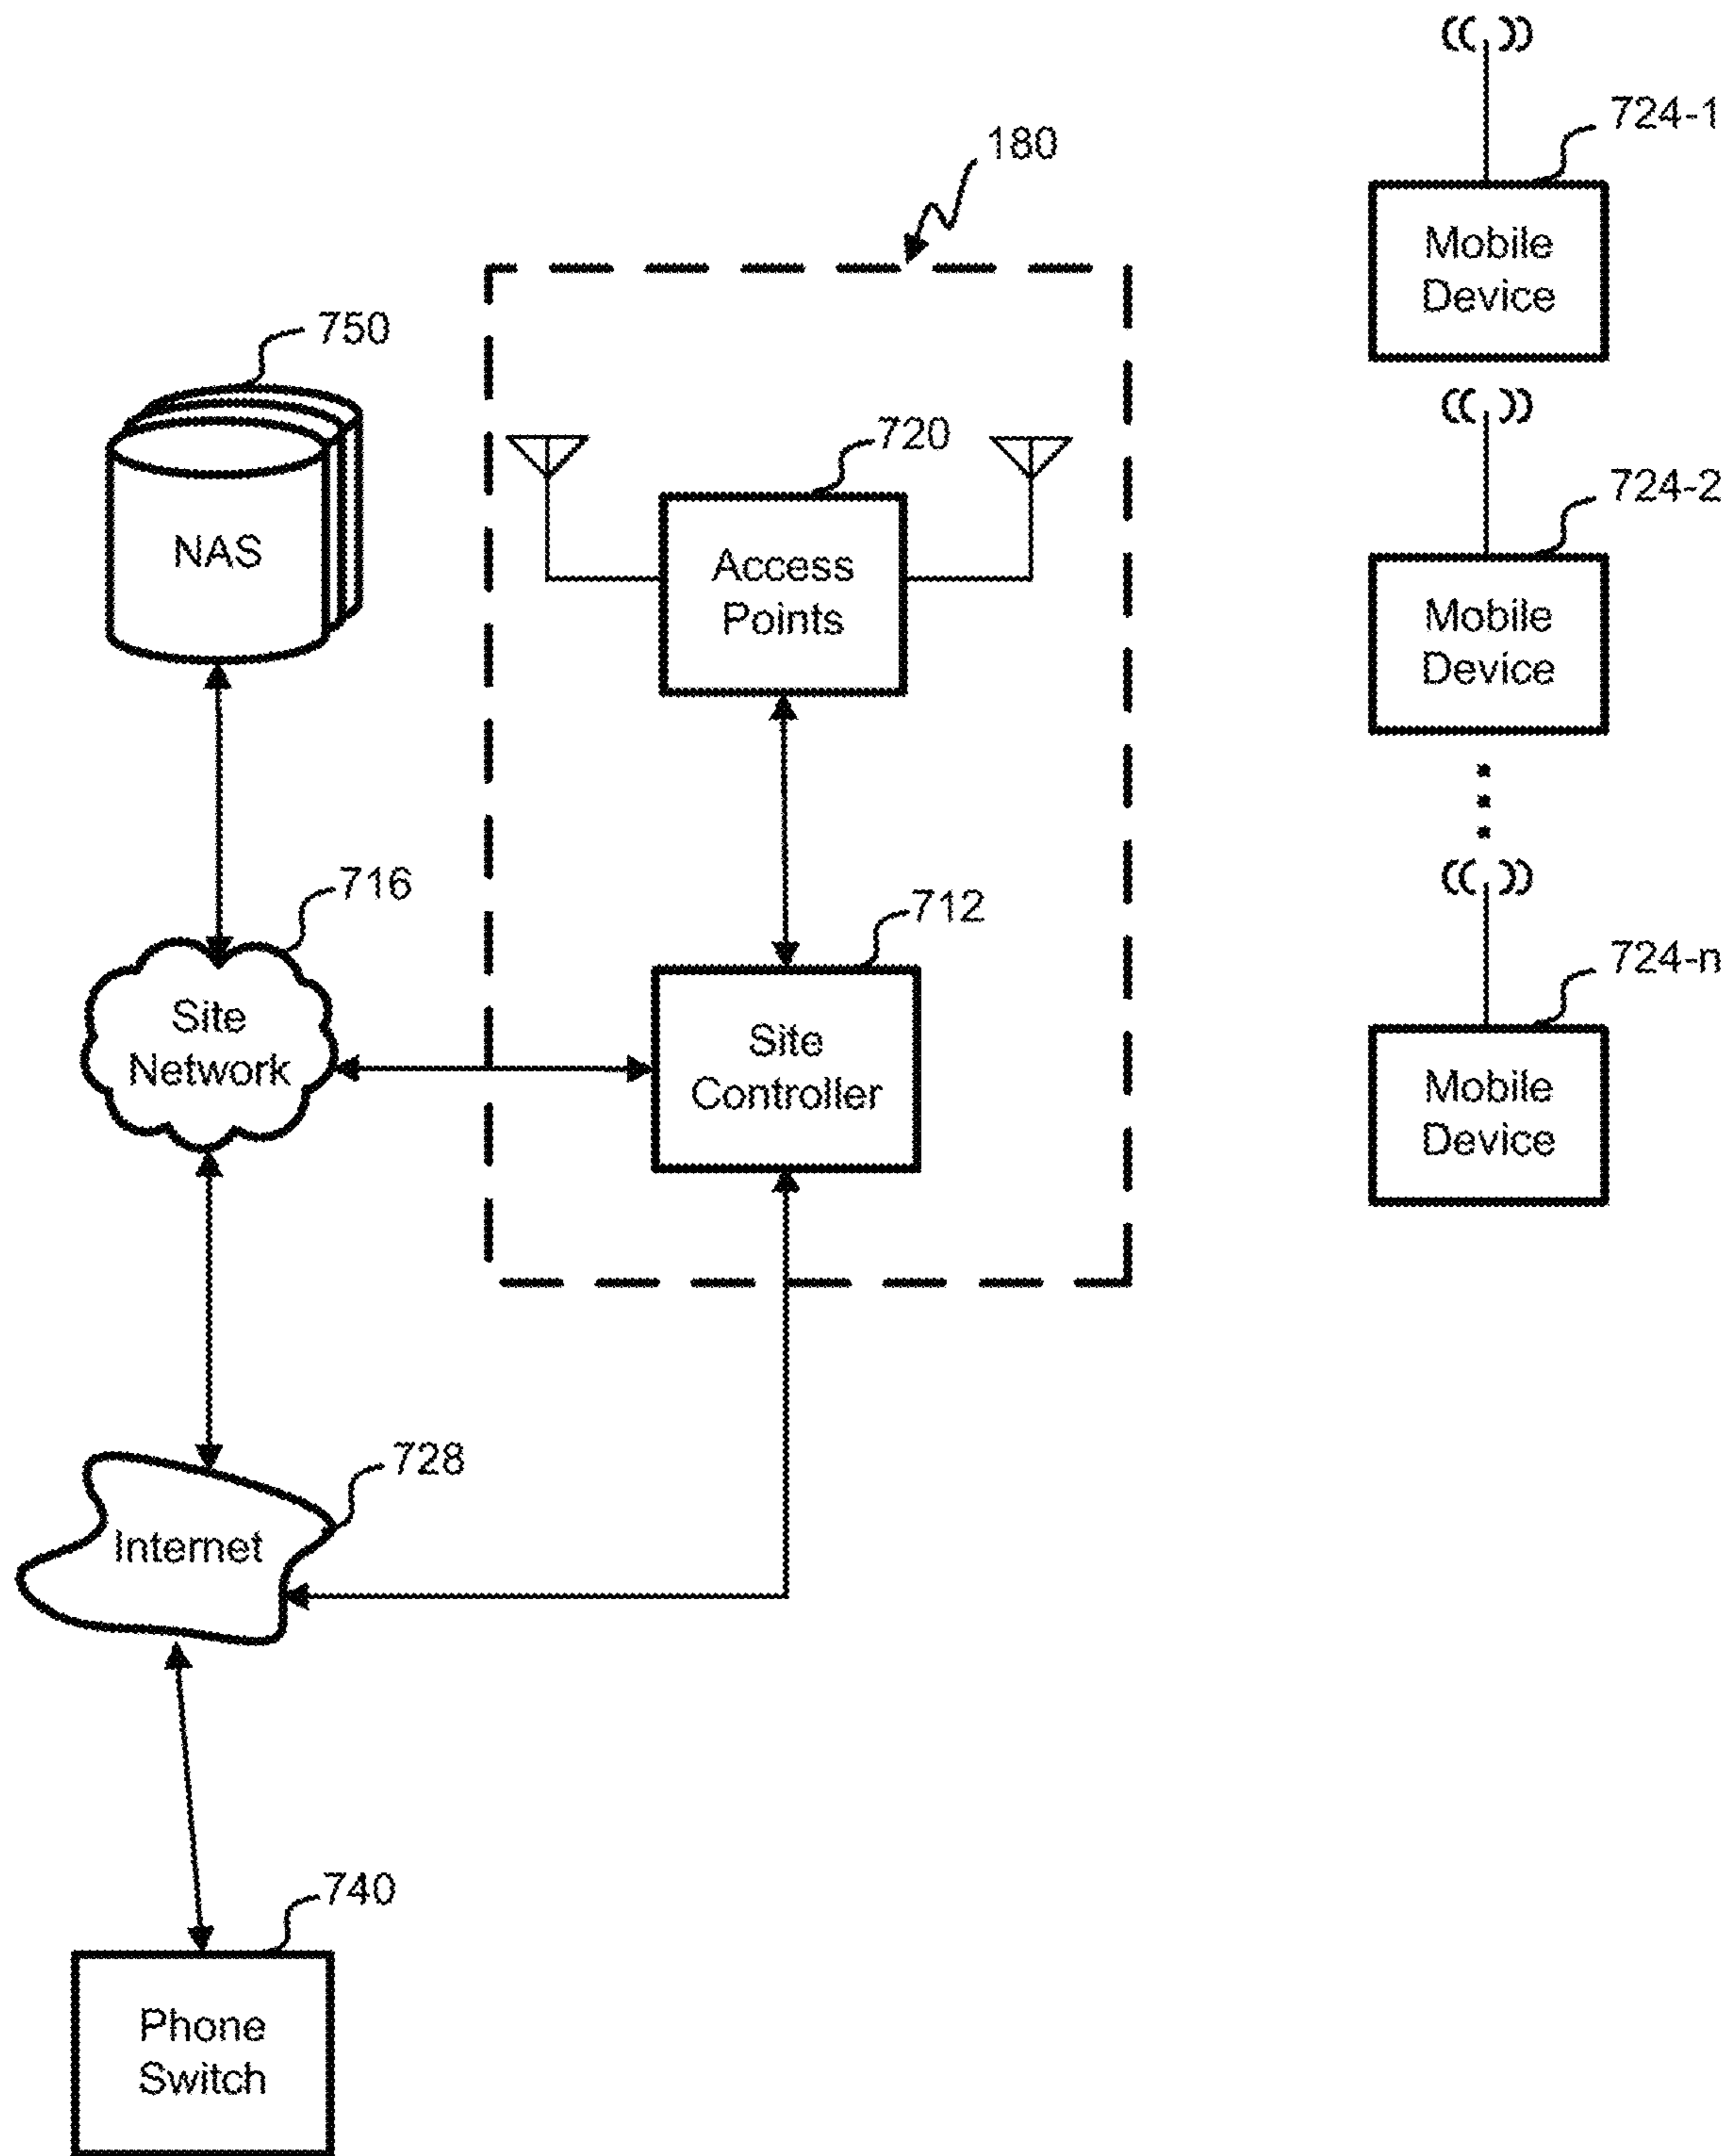 724-1
180
Mobile
Device
750
720
724-2
NAS
Access
Points
Mobile
Device
716
712
724-n
Site
Network
Site
Controller
Mobile
Device
728
Internet
740
Phone
Switch